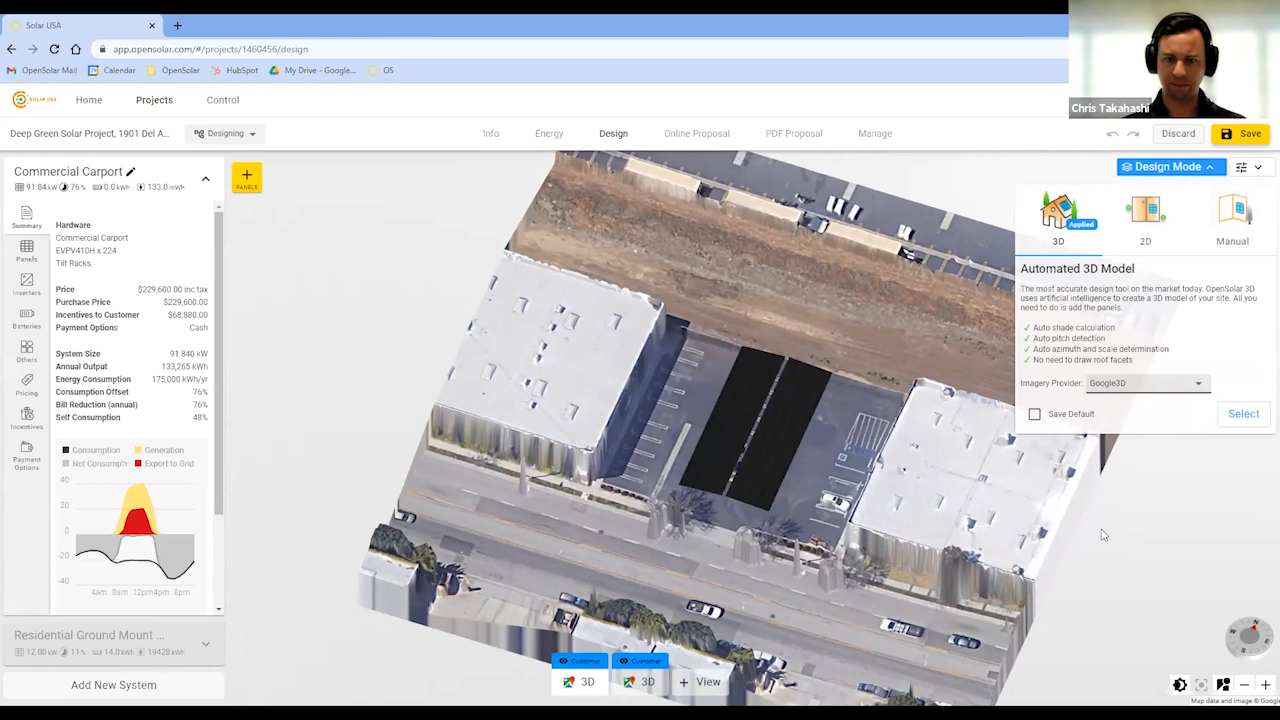 Solar USA
app.opensolar.com/#/projects/1460456/design
OpenSolar Mail
Calendar
OpenSolar
HubSpot
My Drive - Google...
OS
Chris Takahashi
SOLAR USA
Home
Projects
Control
Deep Green Solar Project, 1901 Del A...
Designing
Info
Energy
Design
Online Proposal
PDF Proposal
Manage
Discard
Save
Commercial Carport
91.84 kW 76% 0.0kW 133.0 mWh
PANELS
Design Mode
Summary
Panels
Inverters
Batteries
Others
Pricing
Incentives
Payment Options
Hardware
Commercial Carport
EVPV410H x 224
Tilt Racks.
Price $229,600.00 inc tax
Purchase Price $229,600.00
Incentives to Customer $68,880.00
Payment Options Cash
System Size 91.840 kW
Annual Output 133,265 kWh
Energy Consumption 175,000 kWh/yr
Consumption Offset 76%
Bill Reduction (annual) 76%
Self Consumption 48%
Consumption Generation
Net Consump'n Export to Grid
40
20
0
-20
-40
4am 8am 12pm 4pm 8pm
Residential Ground Mount ...
12.00 kW 11% 14.0 kWh 19428 kWh
Add New System
Applied
3D
2D
Manual
Automated 3D Model
The most accurate design tool on the market today. OpenSolar 3D
uses artificial intelligence to create a 3D model of your site. All you
need to do is add the panels.
✓ Auto shade calculation
✓ Auto pitch detection
✓ Auto azimuth and scale determination
✓ No need to draw roof facets
Imagery Provider: Google3D
Save Default
Select
Customer
Customer
3D
3D
+ View
N
Map data and image © Google